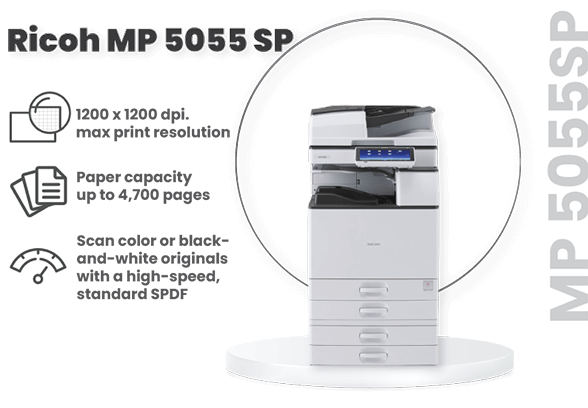 Ricoh MP 5055 SP
1200 x 1200 dpi.
max print resolution
Paper capacity
up to 4,700 pages
Scan color or black-
and-white originals
with a high-speed,
standard SPDF
MP 5055SP